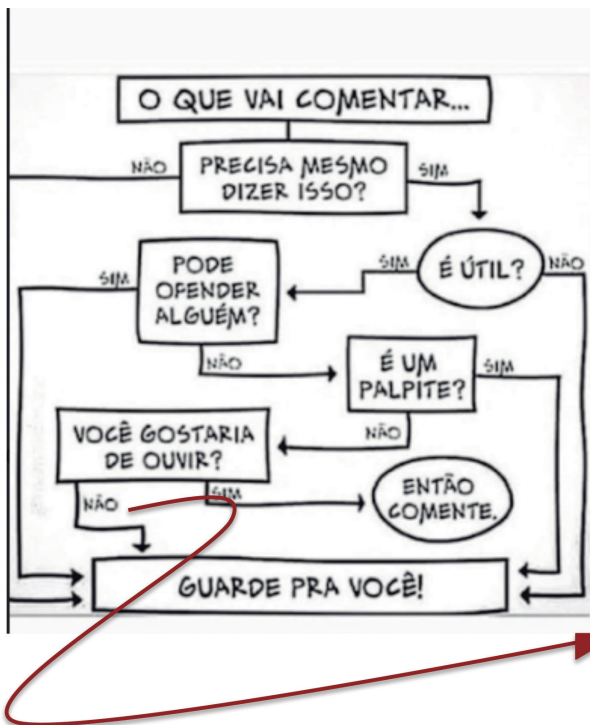 O QUE VAI COMENTAR...
NÃO
PRECISA MESMO
DIZER ISSO?
SIM
PODE
OFENDER
ALGUÉM?
SIM
SIM
É ÚTIL?
NÃO
NÃO
É UM
PALPITE?
SIM
VOCÊ GOSTARIA
DE OUVIR?
NÃO
NÃO
SIM
ENTÃO
COMENTE.
GUARDE PRA VOCÊ!